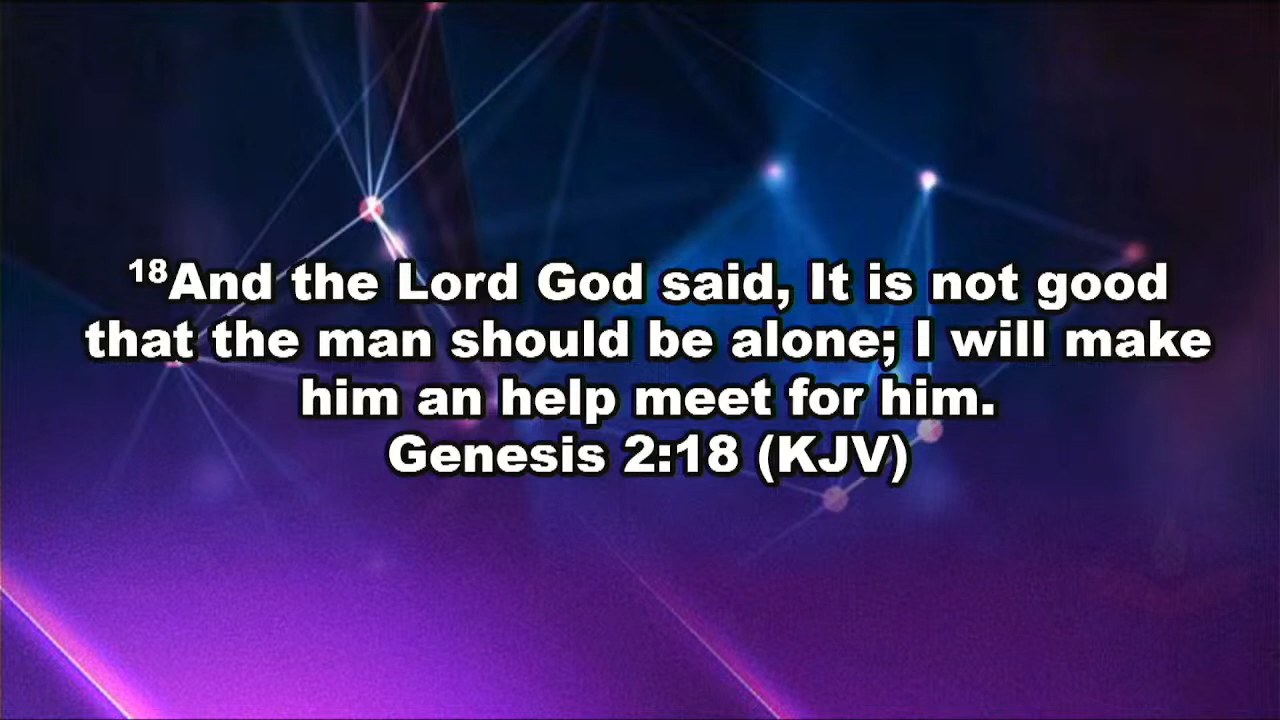 ¹⁸And the Lord God said, It is not good
that the man should be alone; I will make
him an help meet for him.
Genesis 2:18 (KJV)